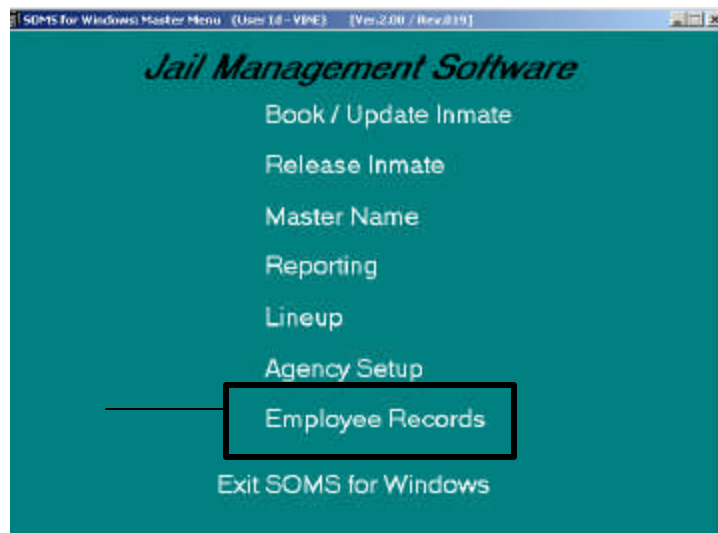 SOMS for Windows: Master Menu (User Id - VINE) [Ver.2.00 / Rev.819]
Jail Management Software
Book / Update Inmate
Release Inmate
Master Name
Reporting
Lineup
Agency Setup
Employee Records
Exit SOMS for Windows